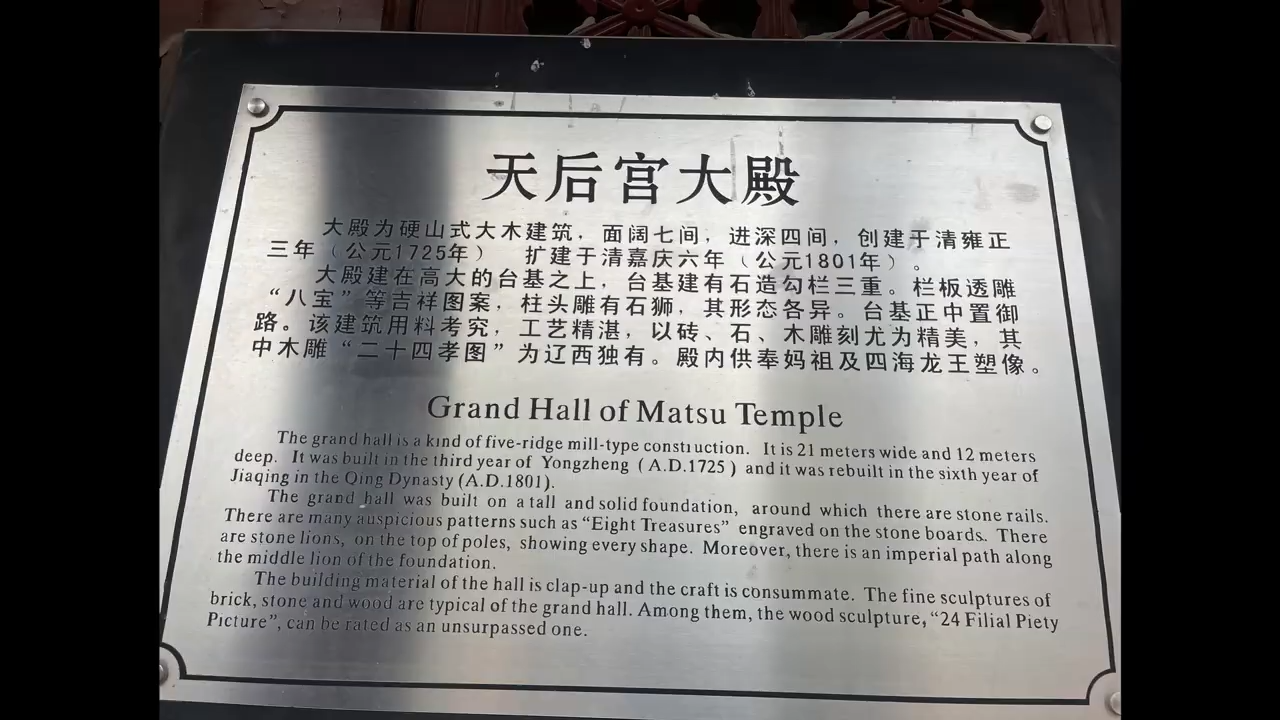 天后宫大殿
大殿为硬山式大木建筑，面阔七间，进深四间，创建于清雍正
三年（公元1725年） 扩建于清嘉庆六年（公元1801年）。
大殿建在高大的台基之上，台基建有石造勾栏三重。栏板透雕
“八宝”等吉祥图案，柱头雕有石狮，其形态各异。台基正中置御
路。该建筑用料考究，工艺精湛，以砖、石、木雕刻尤为精美，其
中木雕“二十四孝图”为辽西独有。殿内供奉妈祖及四海龙王塑像。
Grand Hall of Matsu Temple
The grand hall is a kind of five-ridge mill-type construction. It is 21 meters wide and 12 meters
deep. It was built in the third year of Yongzheng (A.D.1725) and it was rebuilt in the sixth year of
Jiaqing in the Qing Dynasty (A.D.1801).
The grand hall was built on a tall and solid foundation, around which there are stone rails.
There are many auspicious patterns such as “Eight Treasures” engraved on the stone boards. There
are stone lions, on the top of poles, showing every shape. Moreover, there is an imperial path along
the middle lion of the foundation.
The building material of the hall is clap-up and the craft is consummate. The fine sculptures of
brick, stone and wood are typical of the grand hall. Among them, the wood sculpture, “24 Filial Piety
Picture”, can be rated as an unsurpassed one.